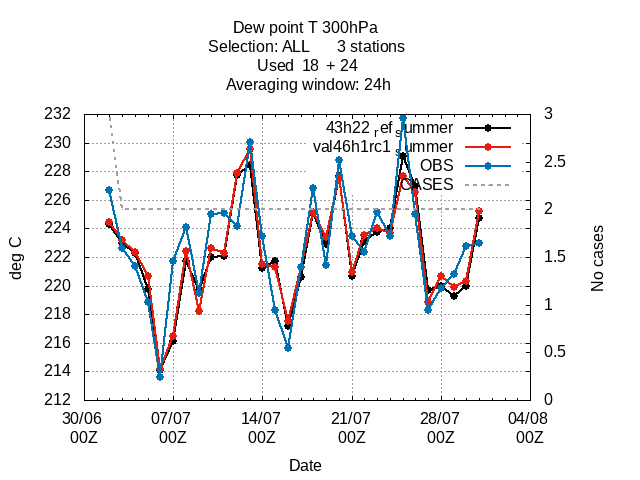 Dew point T 300hPa
Selection: ALL 3 stations
Used 18 + 24
Averaging window: 24h
232
230
228
226
224
222
220
218
216
214
212
deg C
43h22_ref_summer
val46h1rc1_summer
OBS
CASES
3
2.5
2
1.5
1
0.5
0
No cases
30/06 07/07 14/07 21/07 28/07 04/08
00Z 00Z 00Z 00Z 00Z 00Z
Date